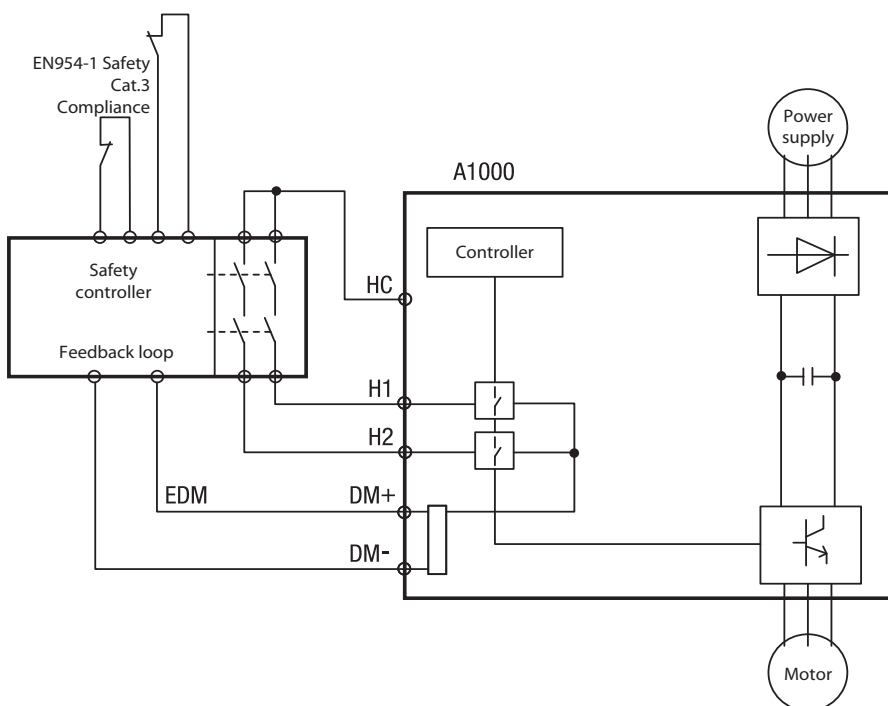 EN954-1 Safety
Cat.3
Compliance
Power
supply
A1000
Controller
Safety
controller
HC
Feedback loop
H1
H2
EDM
DM+
DM-
Motor